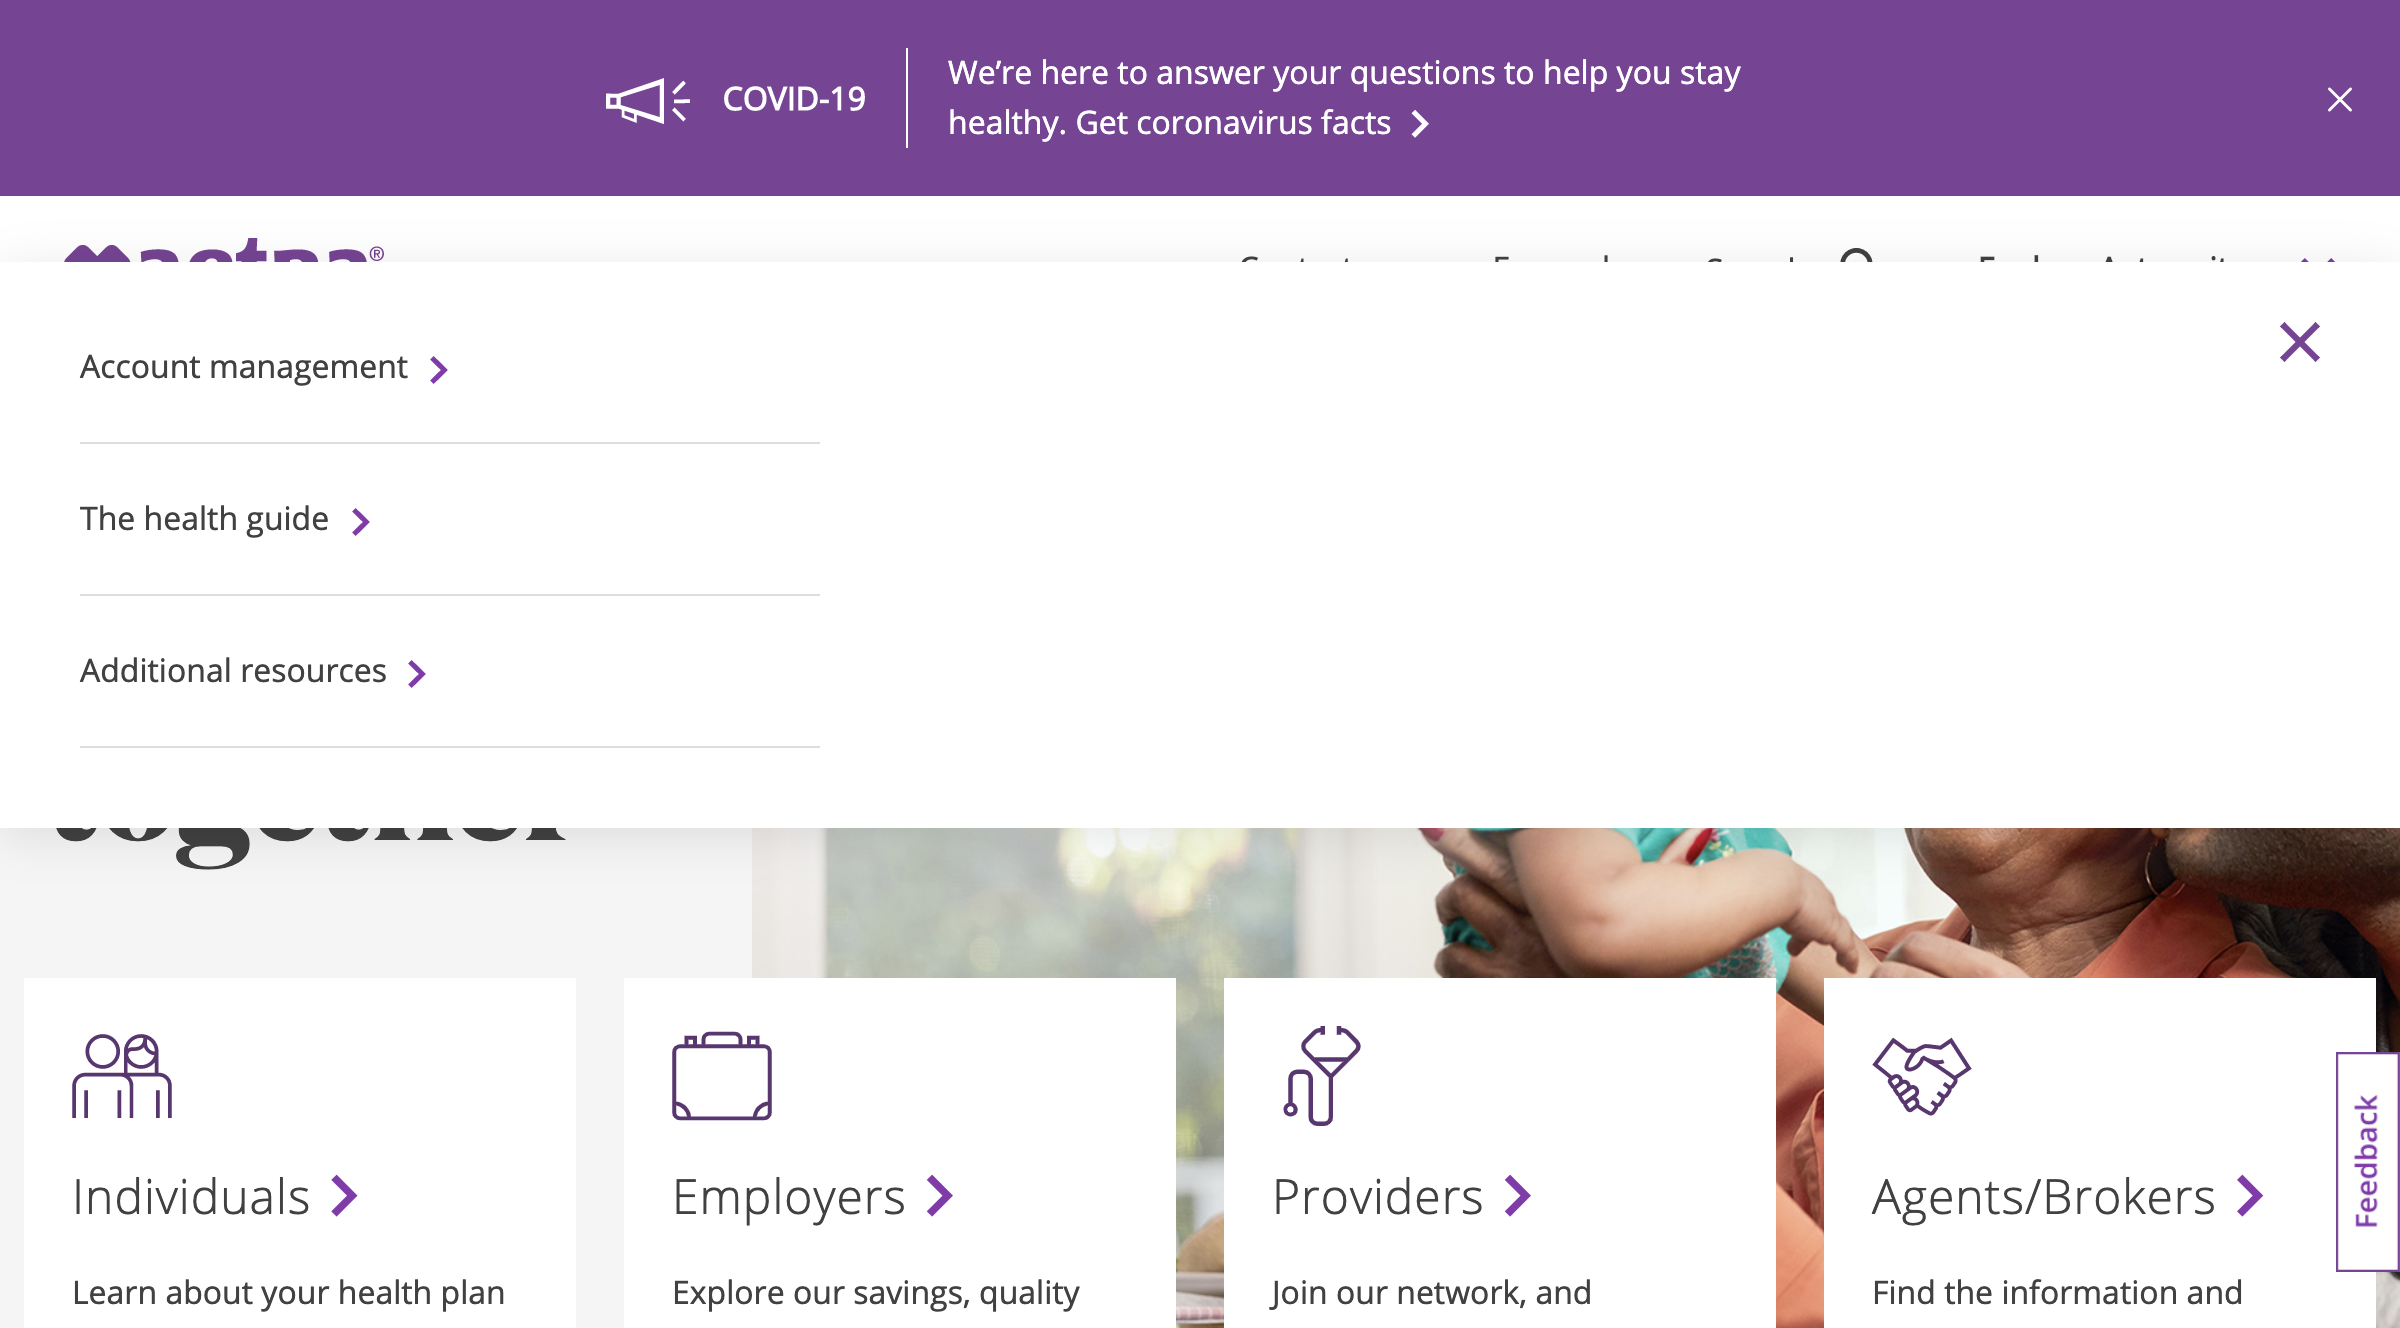 COVID-19
We're here to answer your questions to help you stay
healthy. Get coronavirus facts
aetna®
Account management
The health guide
Additional resources
together
Individuals
Employers
Providers
Agents/Brokers
Learn about your health plan
Explore our savings, quality
Join our network, and
Find the information and
Feedback